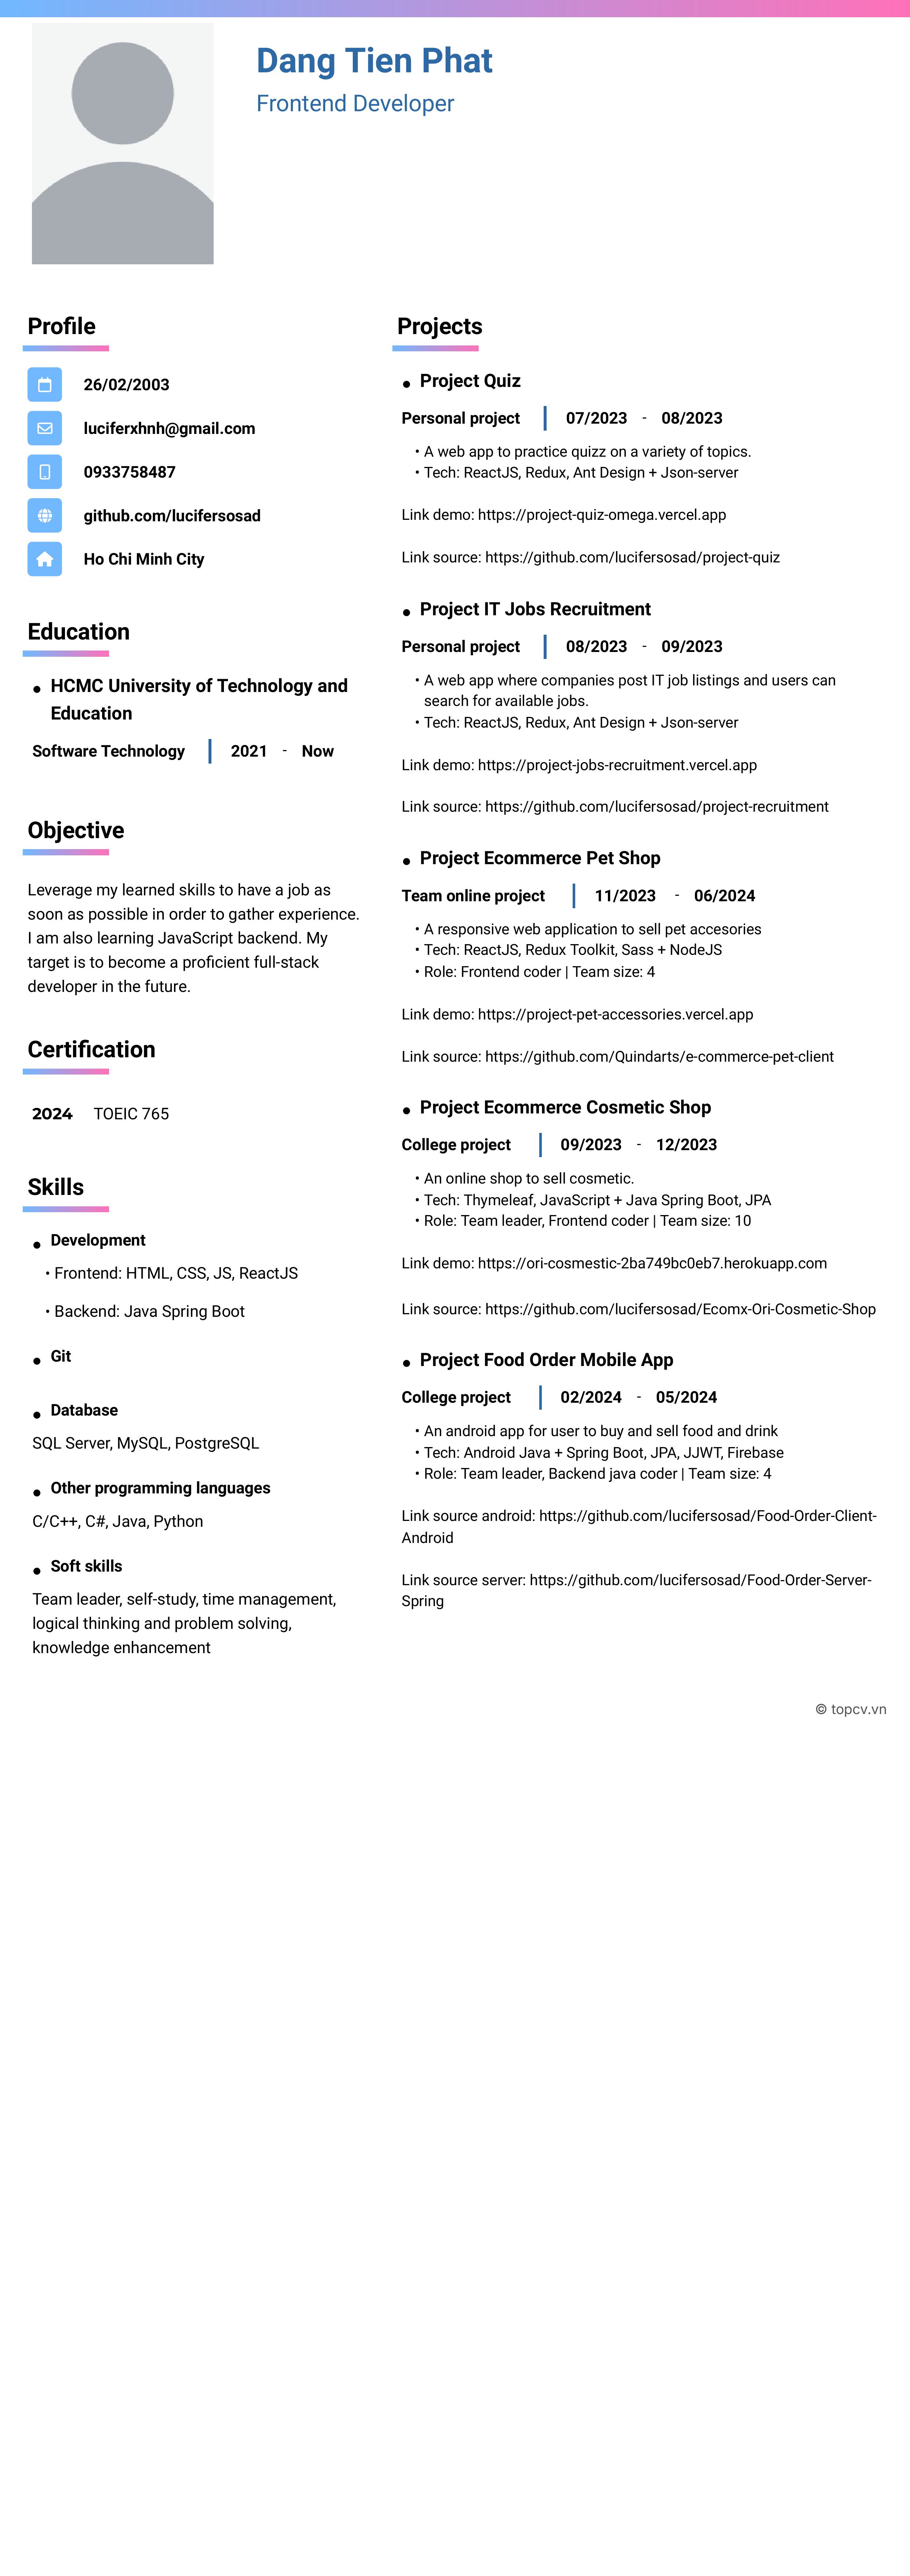 Dang Tien Phat
Frontend Developer
Profile
26/02/2003
luciferxhnh@gmail.com
0933758487
github.com/lucifersosad
Ho Chi Minh City
Education
• HCMC University of Technology and
Education
Software Technology | 2021 - Now
Objective
Leverage my learned skills to have a job as
soon as possible in order to gather experience.
I am also learning JavaScript backend. My
target is to become a proficient full-stack
developer in the future.
Certification
2024 TOEIC 765
Skills
• Development
• Frontend: HTML, CSS, JS, ReactJS
• Backend: Java Spring Boot
• Git
• Database
SQL Server, MySQL, PostgreSQL
• Other programming languages
C/C++, C#, Java, Python
• Soft skills
Team leader, self-study, time management,
logical thinking and problem solving,
knowledge enhancement
Projects
• Project Quiz
Personal project | 07/2023 - 08/2023
• A web app to practice quizz on a variety of topics.
• Tech: ReactJS, Redux, Ant Design + Json-server
Link demo: https://project-quiz-omega.vercel.app
Link source: https://github.com/lucifersosad/project-quiz
• Project IT Jobs Recruitment
Personal project | 08/2023 - 09/2023
• A web app where companies post IT job listings and users can
search for available jobs.
• Tech: ReactJS, Redux, Ant Design + Json-server
Link demo: https://project-jobs-recruitment.vercel.app
Link source: https://github.com/lucifersosad/project-recruitment
• Project Ecommerce Pet Shop
Team online project | 11/2023 - 06/2024
• A responsive web application to sell pet accesories
• Tech: ReactJS, Redux Toolkit, Sass + NodeJS
• Role: Frontend coder | Team size: 4
Link demo: https://project-pet-accessories.vercel.app
Link source: https://github.com/Quindarts/e-commerce-pet-client
• Project Ecommerce Cosmetic Shop
College project | 09/2023 - 12/2023
• An online shop to sell cosmetic.
• Tech: Thymeleaf, JavaScript + Java Spring Boot, JPA
• Role: Team leader, Frontend coder | Team size: 10
Link demo: https://ori-cosmestic-2ba749bc0eb7.herokuapp.com
Link source: https://github.com/lucifersosad/Ecomx-Ori-Cosmetic-Shop
• Project Food Order Mobile App
College project | 02/2024 - 05/2024
• An android app for user to buy and sell food and drink
• Tech: Android Java + Spring Boot, JPA, JJWT, Firebase
• Role: Team leader, Backend java coder | Team size: 4
Link source android: https://github.com/lucifersosad/Food-Order-Client-
Android
Link source server: https://github.com/lucifersosad/Food-Order-Server-
Spring
© topcv.vn